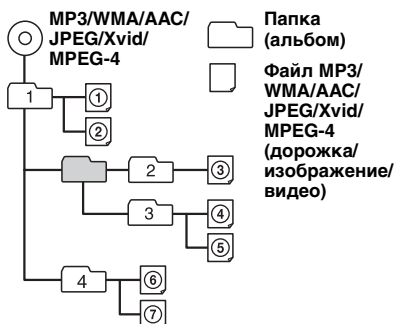 MP3/WMA/AAC/
JPEG/Xvid/
MPEG-4
Папка
(альбом)
Файл MP3/
WMA/AAC/
JPEG/Xvid/
MPEG-4
(дорожка/
изображение/
видео)
1
①
②
2
③
3
④
⑤
4
⑥
⑦